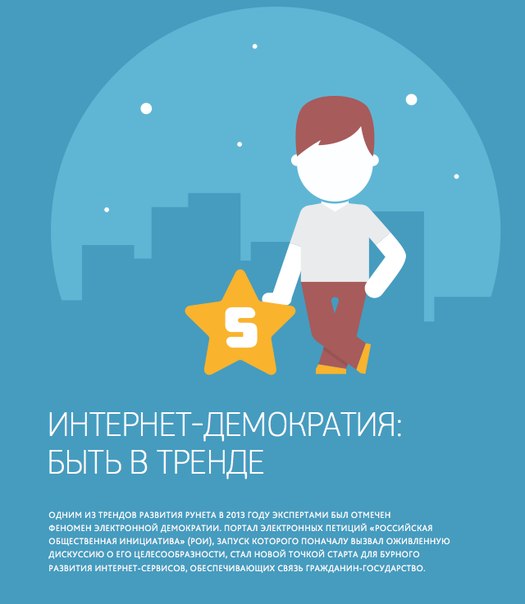 S
ИНТЕРНЕТ-ДЕМОКРАТИЯ:
БЫТЬ В ТРЕНДЕ
ОДНИМ ИЗ ТРЕНДОВ РАЗВИТИЯ РУНЕТА В 2013 ГОДУ ЭКСПЕРТАМИ БЫЛ ОТМЕЧЕН
ФЕНОМЕН ЭЛЕКТРОННОЙ ДЕМОКРАТИИ. ПОРТАЛ ЭЛЕКТРОННЫХ ПЕТИЦИЙ «РОССИЙСКАЯ
ОБЩЕСТВЕННАЯ ИНИЦИАТИВА» (РОИ), ЗАПУСК КОТОРОГО ПОНАЧАЛУ ВЫЗВАЛ ОЖИВЛЕННУЮ
ДИСКУССИЮ О ЕГО ЦЕЛЕСООБРАЗНОСТИ, СТАЛ НОВОЙ ТОЧКОЙ СТАРТА ДЛЯ БУРНОГО
РАЗВИТИЯ ИНТЕРНЕТ-СЕРВИСОВ, ОБЕСПЕЧИВАЮЩИХ СВЯЗЬ ГРАЖДАНИН-ГОСУДАРСТВО.